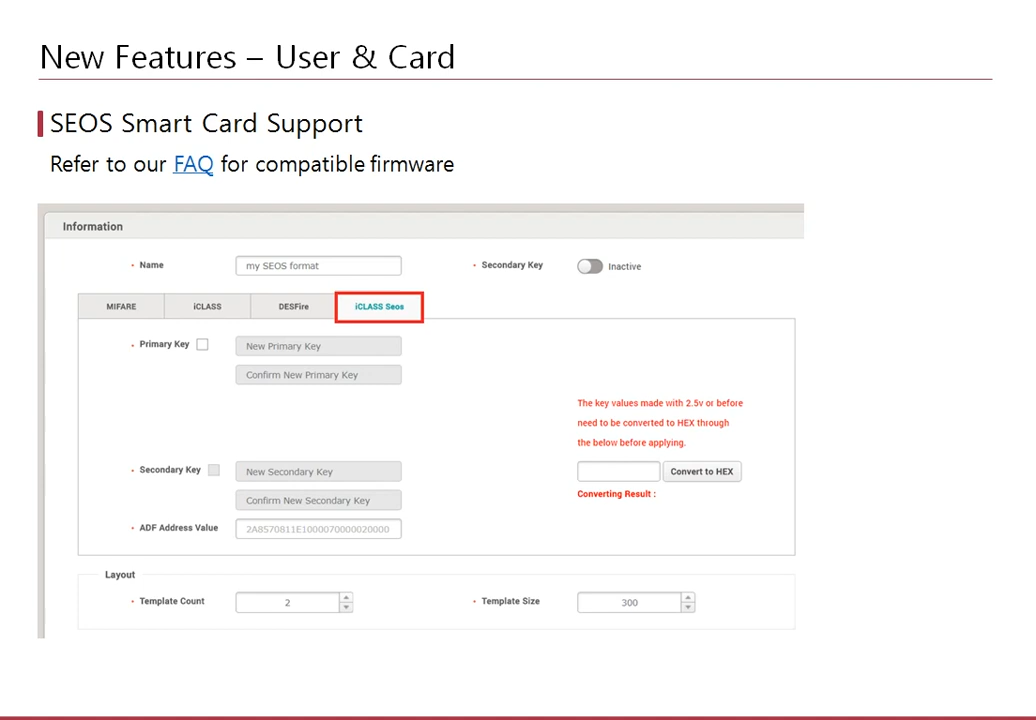 New Features – User & Card
SEOS Smart Card Support
Refer to our FAQ for compatible firmware
Information
Name
my SEOS format
Secondary Key
Inactive
MIFARE
iCLASS
DESFire
iCLASS Seos
Primary Key
New Primary Key
Confirm New Primary Key
The key values made with 2.5v or before
need to be converted to HEX through
the below before applying.
Secondary Key
New Secondary Key
Convert to HEX
Confirm New Secondary Key
Converting Result :
ADF Address Value
2A8570811E1000070000020000
Layout
Template Count
2
Template Size
300